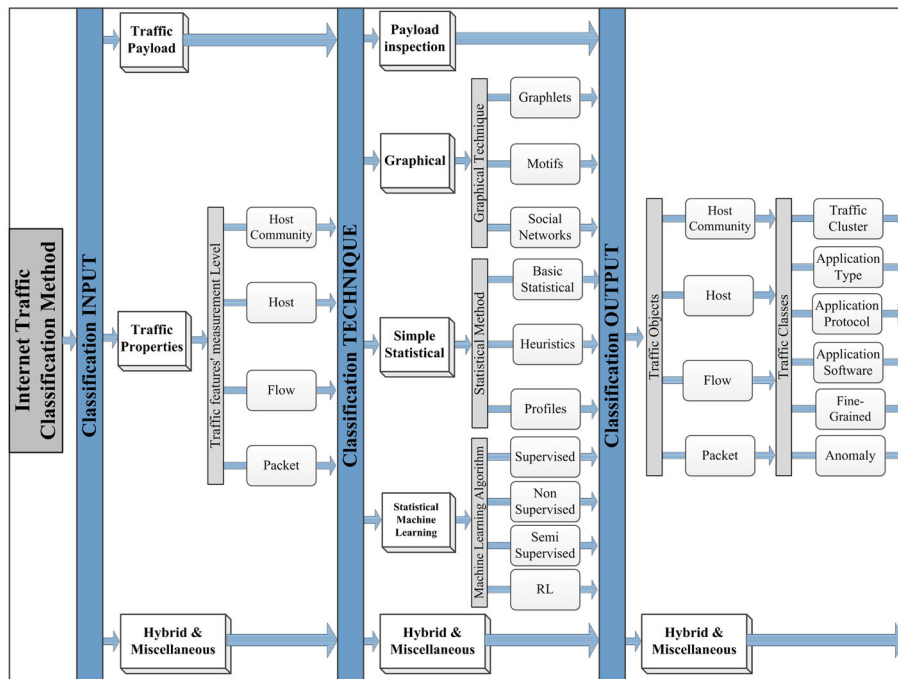 Internet Traffic
Classification Method
Classification INPUT
Traffic
Payload
Traffic
Properties
Hybrid &
Miscellaneous
Traffic features' measurement Level
Host
Community
Host
Flow
Packet
Classification TECHNIQUE
Payload
inspection
Graphical
Graphical Technique
Graphlets
Motifs
Social
Networks
Simple
Statistical
Statistical Method
Basic
Statistical
Heuristics
Profiles
Statistical
Machine
Learning
Machine Learning Algorithm
Supervised
Non
Supervised
Semi
Supervised
RL
Hybrid &
Miscellaneous
Classification OUTPUT
Traffic Objects
Host
Community
Host
Flow
Packet
Traffic Classes
Traffic
Cluster
Application
Type
Application
Protocol
Application
Software
Fine-
Grained
Anomaly
Hybrid &
Miscellaneous